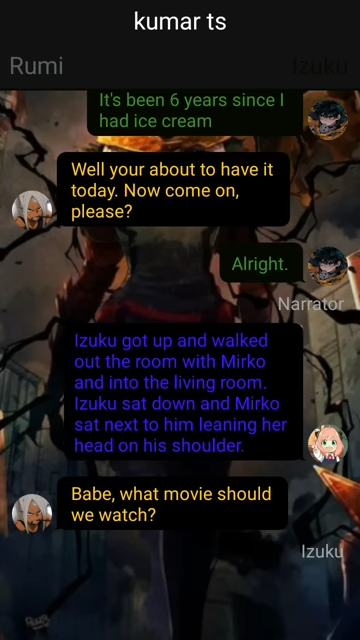 kumar ts
Rumi
Izuku
It's been 6 years since I
had ice cream
Well your about to have it
today. Now come on,
please?
Alright.
Narrator
Izuku got up and walked
out the room with Mirko
and into the living room.
Izuku sat down and Mirko
sat next to him leaning her
head on his shoulder.
Babe, what movie should
we watch?
Izuku